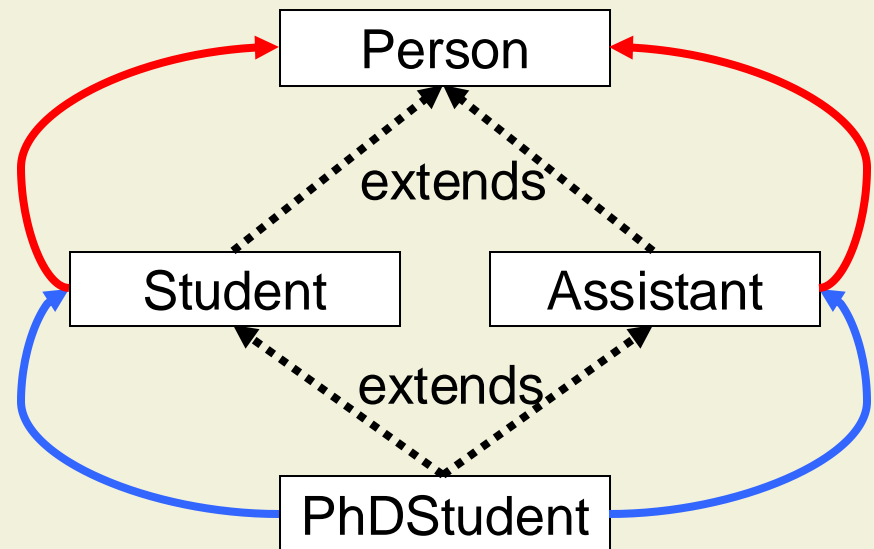 Person
extends
Student
Assistant
extends
PhDStudent